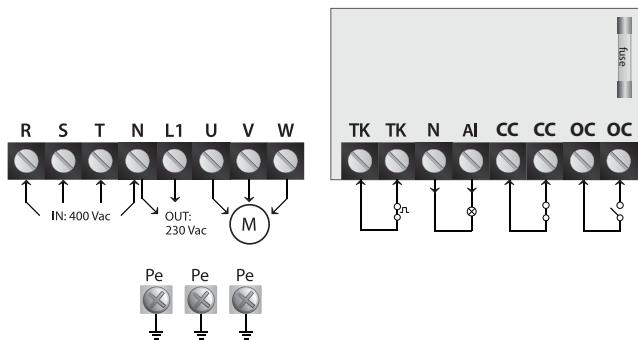 fuse
R S T N L1 U V W
TK TK N AI CC CC OC OC
IN: 400 Vac
OUT:
230 Vac
M
Pe Pe Pe